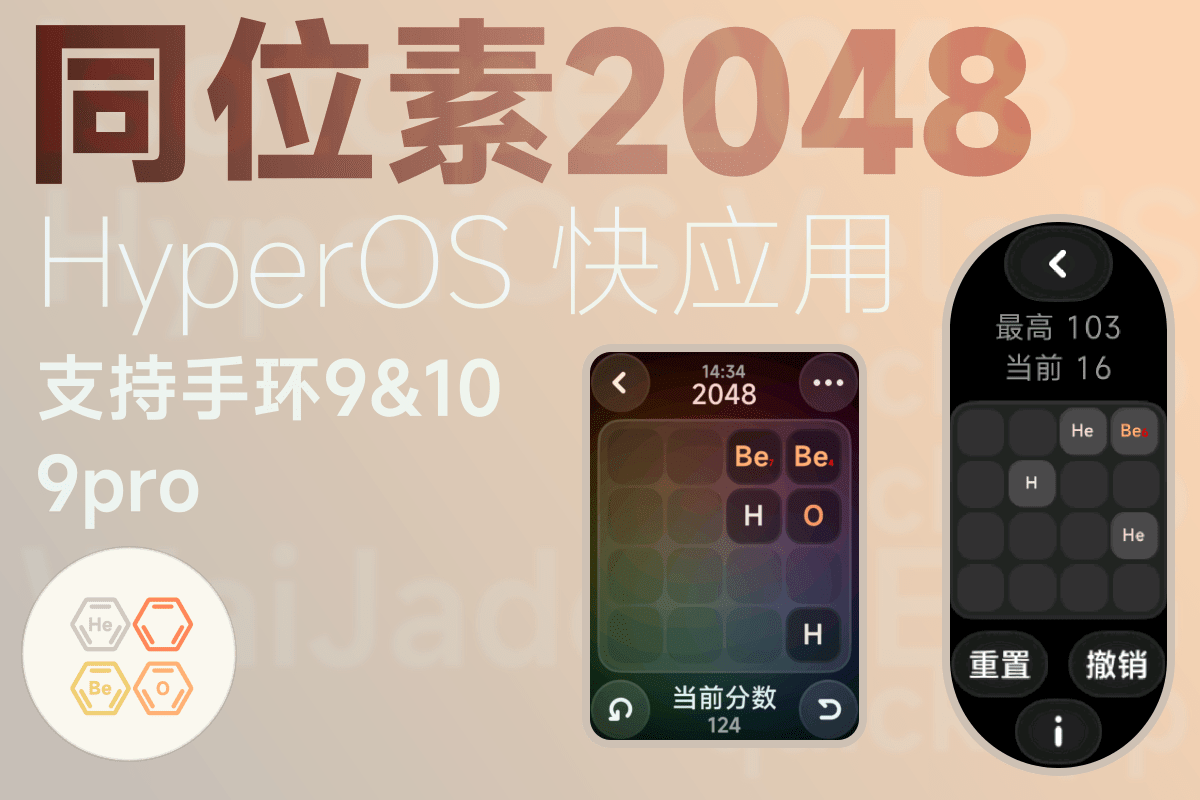 同位素2048
HyperOS 快应用
支持手环9&10
9pro
He
Be O
14:34
2048
Be7 Be
H O
H
当前分数
124
最高 103
当前 16
He Be
H
He
重置 撤销
i